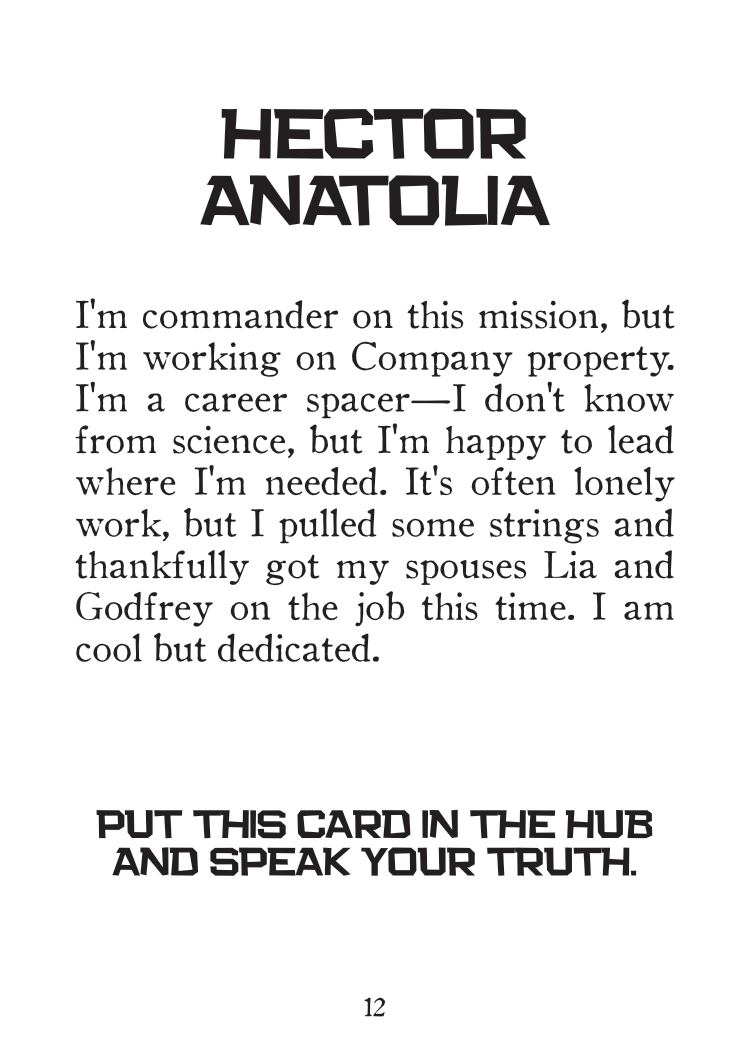 HECTOR
ANATOLIA
I'm commander on this mission, but
I'm working on Company property.
I'm a career spacer—I don't know
from science, but I'm happy to lead
where I'm needed. It's often lonely
work, but I pulled some strings and
thankfully got my spouses Lia and
Godfrey on the job this time. I am
cool but dedicated.
PUT THIS CARD IN THE HUB
AND SPEAK YOUR TRUTH.
12